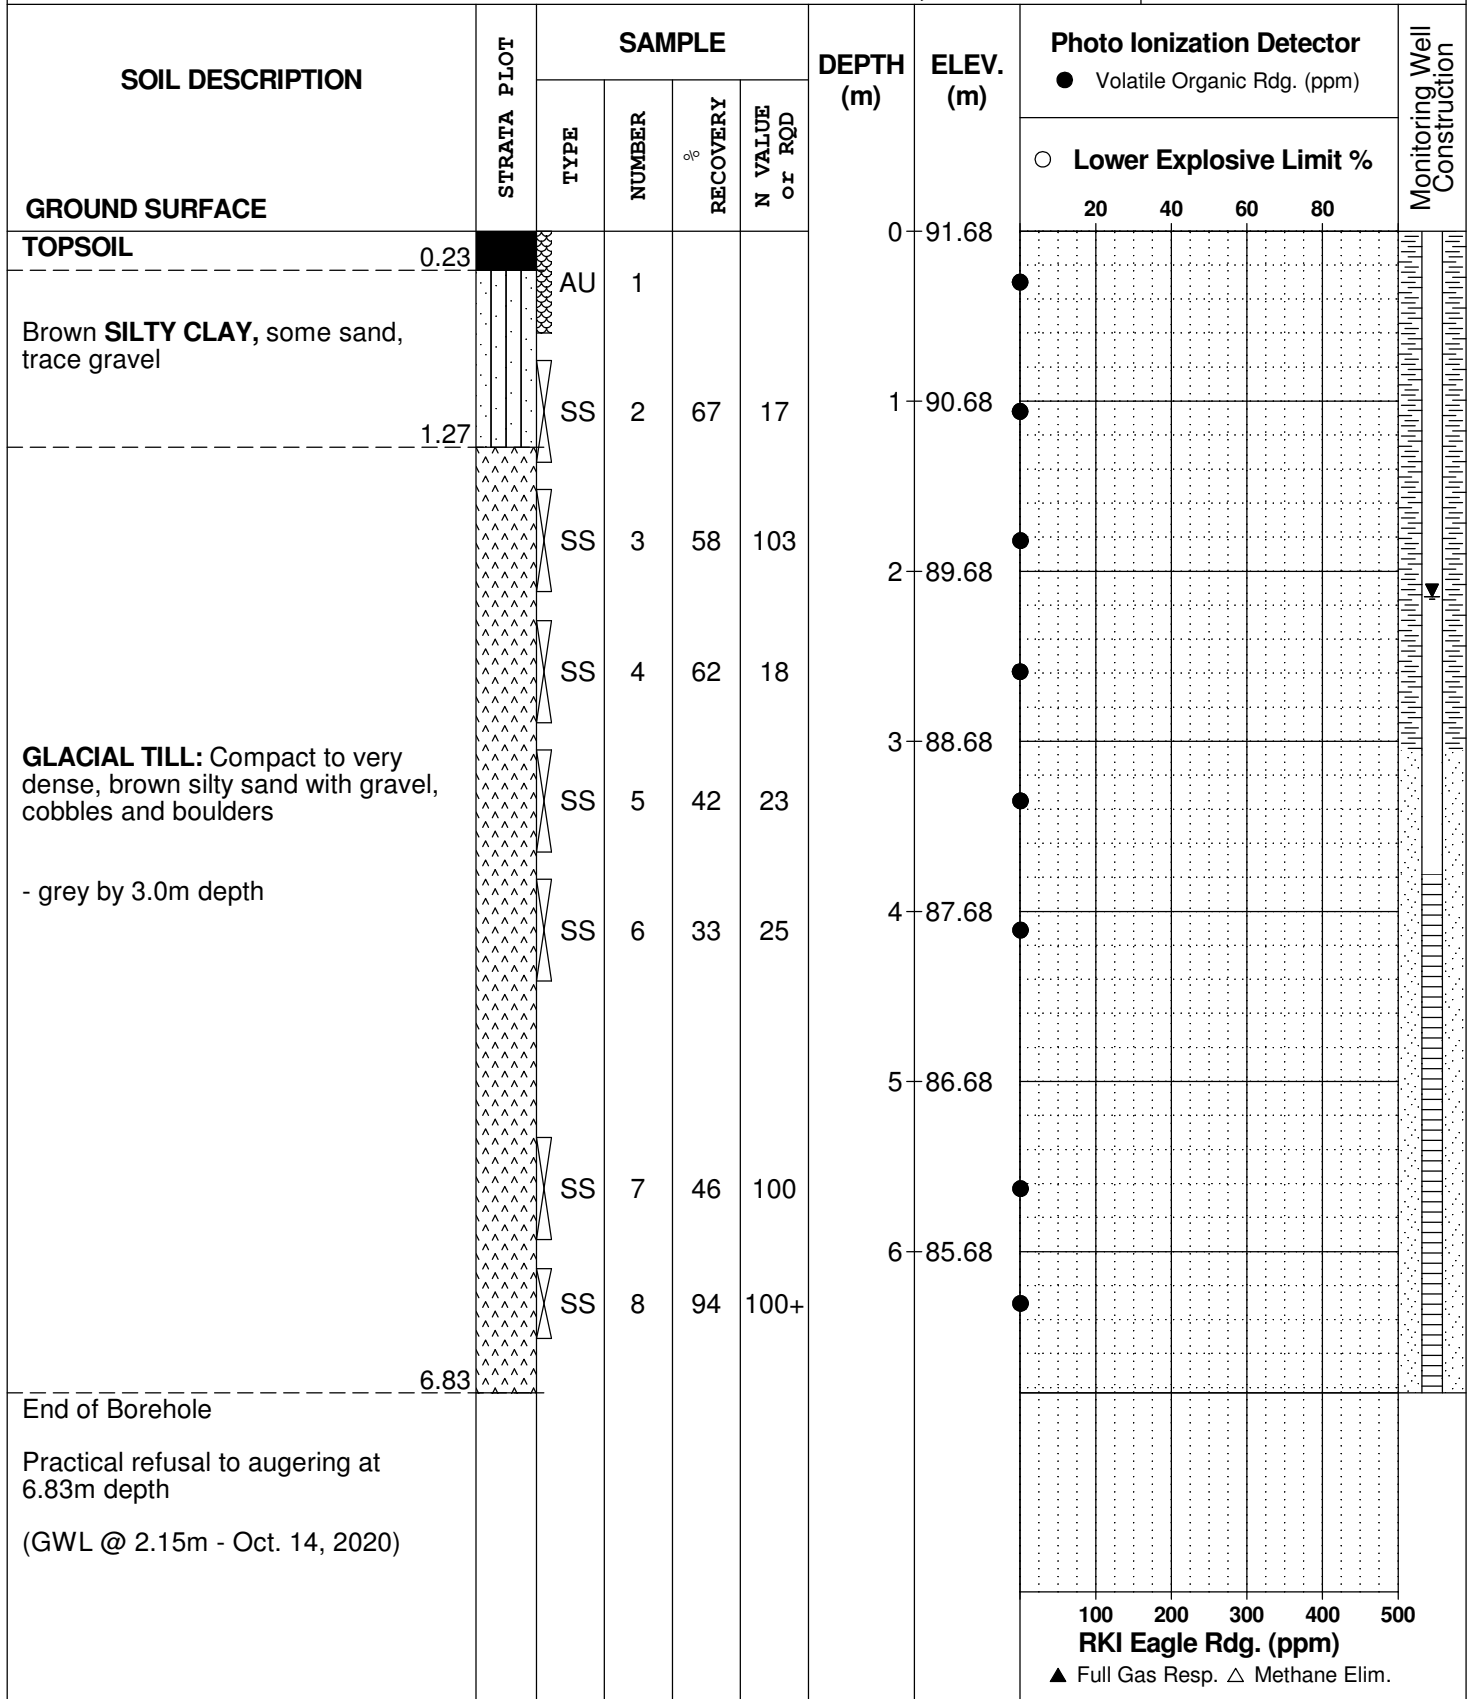 SOIL DESCRIPTION
GROUND SURFACE
STRATA PLOT
SAMPLE
TYPE
NUMBER
% RECOVERY
N VALUE
or RQD
DEPTH
(m)
ELEV.
(m)
Photo Ionization Detector
● Volatile Organic Rdg. (ppm)
○ Lower Explosive Limit %
20 40 60 80
Monitoring Well
Construction
TOPSOIL
0.23
Brown SILTY CLAY, some sand,
trace gravel
1.27
GLACIAL TILL: Compact to very
dense, brown silty sand with gravel,
cobbles and boulders
- grey by 3.0m depth
6.83
End of Borehole
Practical refusal to augering at
6.83m depth
(GWL @ 2.15m - Oct. 14, 2020)
AU 1
SS 2 67 17
SS 3 58 103
SS 4 62 18
SS 5 42 23
SS 6 33 25
SS 7 46 100
SS 8 94 100+
0 91.68
1 90.68
2 89.68
3 88.68
4 87.68
5 86.68
6 85.68
100 200 300 400 500
RKI Eagle Rdg. (ppm)
▲ Full Gas Resp. △ Methane Elim.